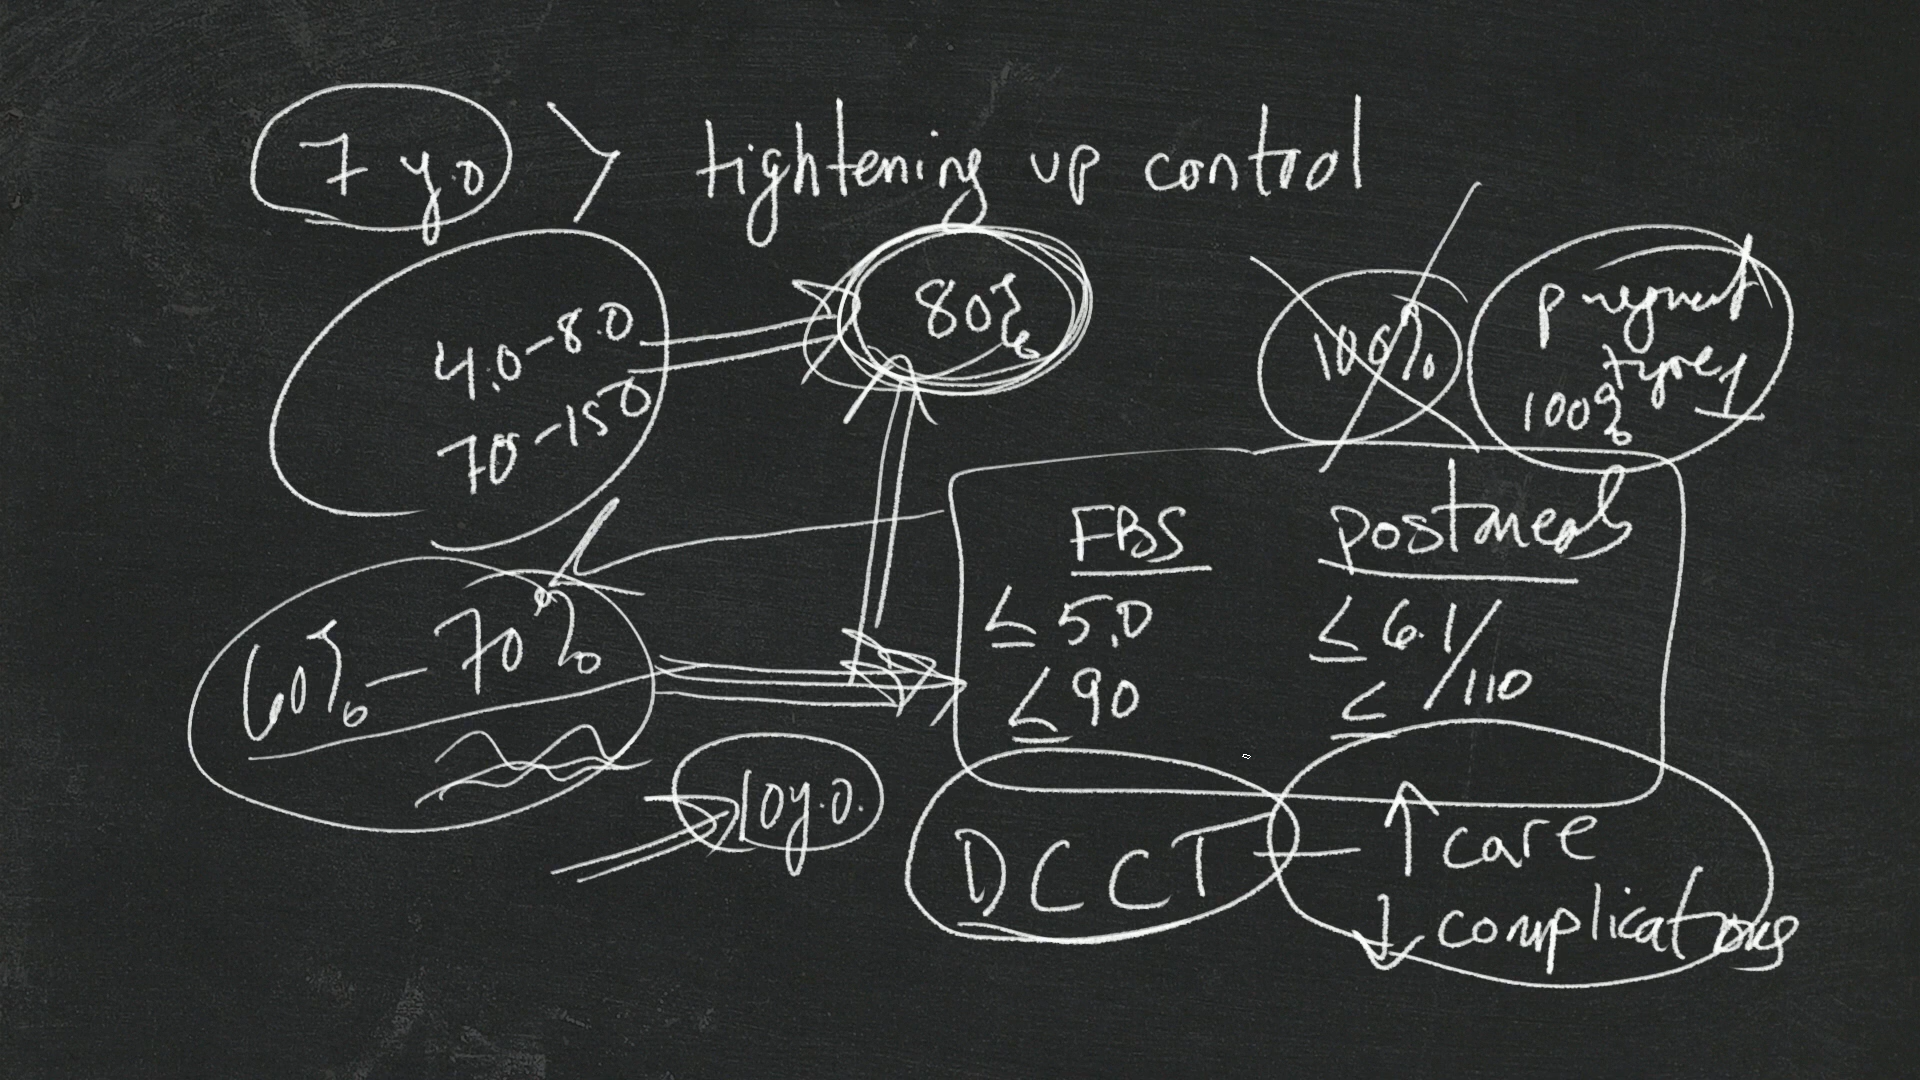 7 y.o
tightening up control
4.0-8.0
70-150
80%
100%
pregnant
type 1
100%
FBS
postmeals
≤ 5.0
≤ 6.1/
≤ 90
≤ /110
60% - 70%
10 y.o.
DCCT
↑ care
↓ complications